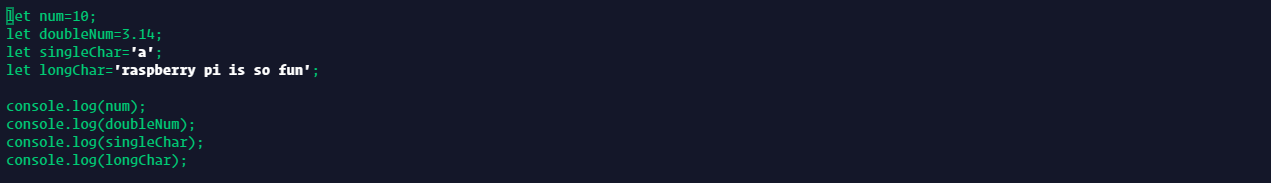 let num=10;
let doubleNum=3.14;
let singleChar='a';
let longChar='raspberry pi is so fun';
console.log(num);
console.log(doubleNum);
console.log(singleChar);
console.log(longChar);